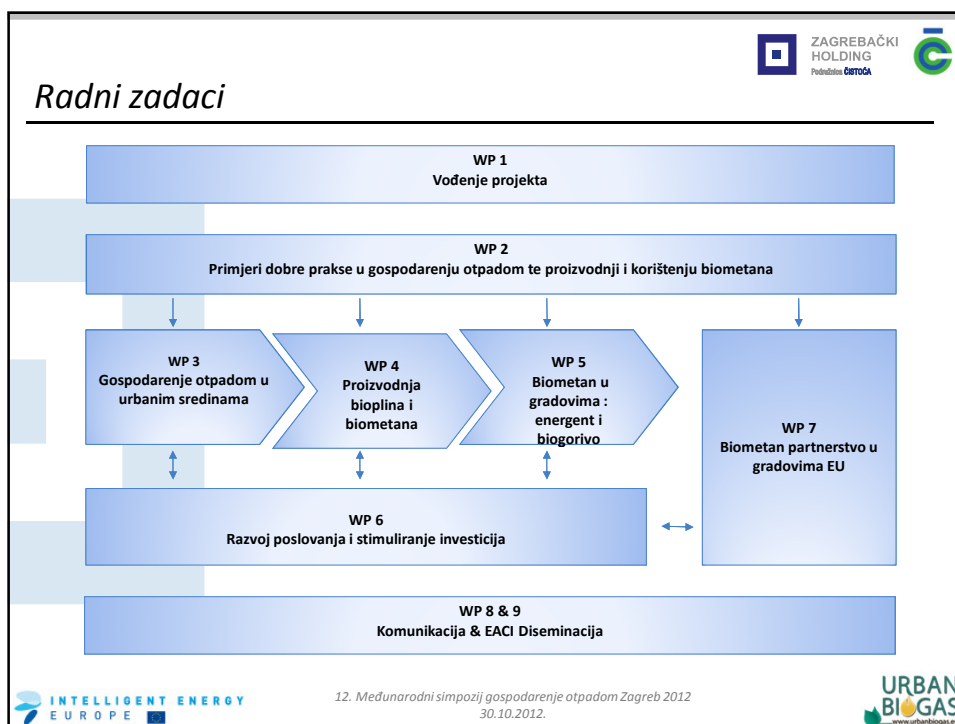 ZAGREBAČKI
HOLDING
Podružnica ČISTOĆA
Radni zadaci
WP 1
Vođenje projekta
WP 2
Primjeri dobre prakse u gospodarenju otpadom te proizvodnji i korištenju biometana
WP 3
Gospodarenje otpadom u
urbanim sredinama
WP 4
Proizvodnja
bioplina i
biometana
WP 5
Biometan u
gradovima :
energent i
biogorivo
WP 7
Biometan partnerstvo u
gradovima EU
WP 6
Razvoj poslovanja i stimuliranje investicija
WP 8 & 9
Komunikacija & EACI Diseminacija
INTELLIGENT ENERGY
EUROPE
12. Međunarodni simpozij gospodarenje otpadom Zagreb 2012
30.10.2012.
URBAN
BIOGAS
www.urbanbiogas.e